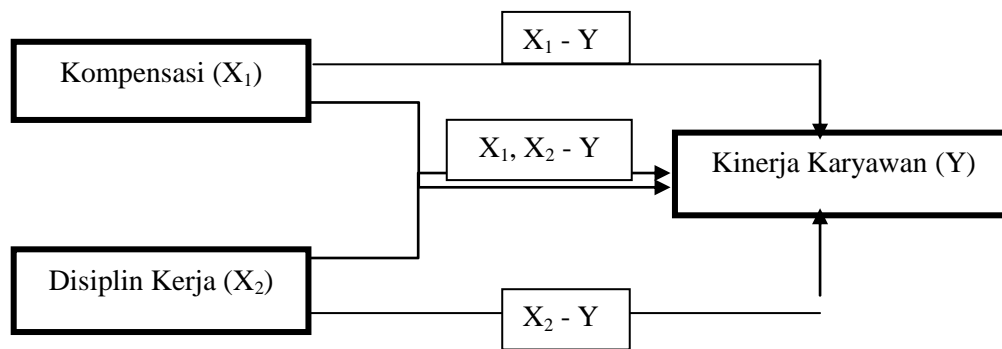 X₁ - Y
Kompensasi (X₁)
X₁, X₂ - Y
Kinerja Karyawan (Y)
Disiplin Kerja (X₂)
X₂ - Y